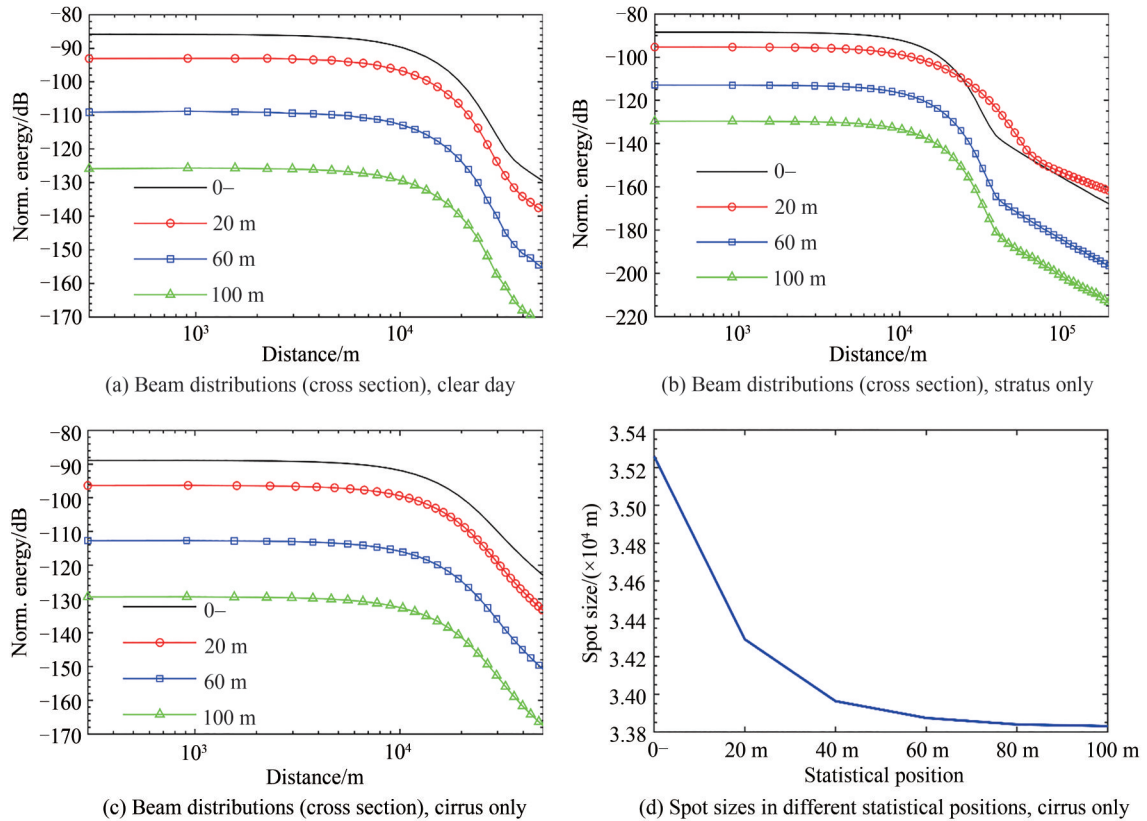 Norm. energy/dB
−80
−90
−100
−110
−120
−130
−140
−150
−160
−170
0−
20 m
60 m
100 m
10³
10⁴
Distance/m
(a) Beam distributions (cross section), clear day
Norm. energy/dB
−80
−100
−120
−140
−160
−180
−200
−220
0−
20 m
60 m
100 m
10³
10⁴
10⁵
Distance/m
(b) Beam distributions (cross section), stratus only
Norm. energy/dB
−80
−90
−100
−110
−120
−130
−140
−150
−160
−170
0−
20 m
60 m
100 m
10³
10⁴
Distance/m
(c) Beam distributions (cross section), cirrus only
Spot size/(×10⁴ m)
3.54
3.52
3.50
3.48
3.46
3.44
3.42
3.40
3.38
0− 20 m 40 m 60 m 80 m 100 m
Statistical position
(d) Spot sizes in different statistical positions, cirrus only